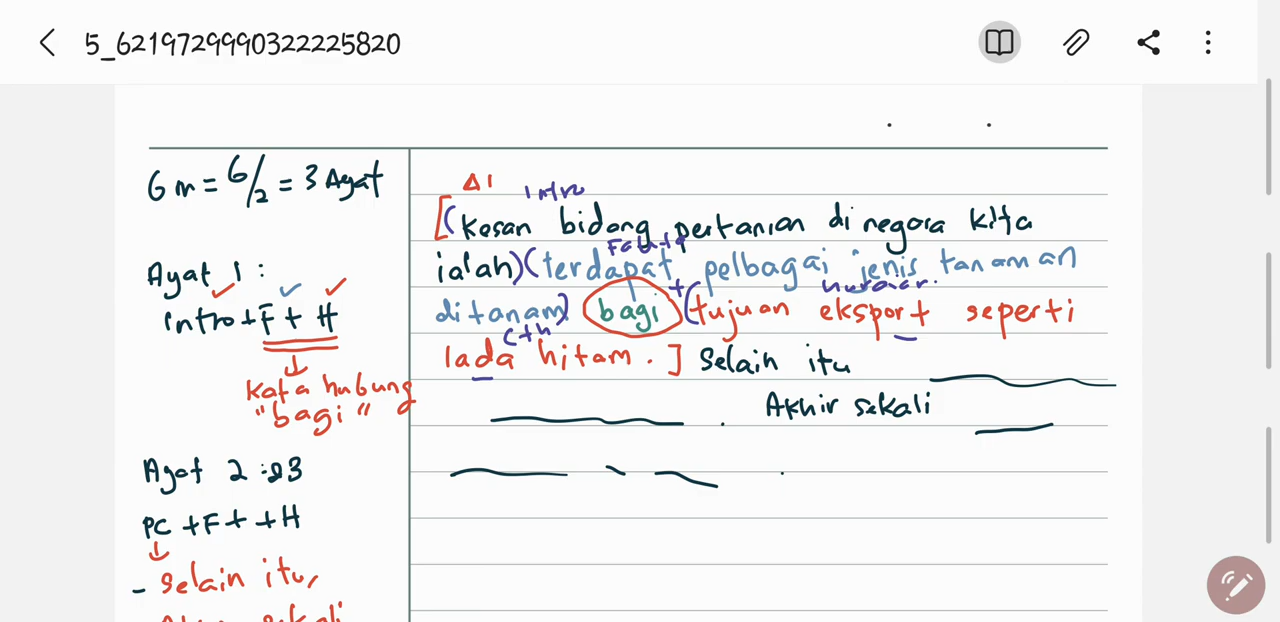 5_6219729990322225820
6m = 6/2 = 3 Ayat
Ayat 1 :
intro + F + H
kata hubung
"bagi"
Ayat 2 : &3
PC + F + + H
- Selain itu,
Akhir sekali
Δ1 intro
[(Kesan bidang pertanian di negara kita
Fakta
ialah) (terdapat pelbagai jenis tanaman
+ huraian.
ditanam) bagi (tujuan eksport seperti
Cth
lada hitam . ] Selain itu
. Akhir sekali